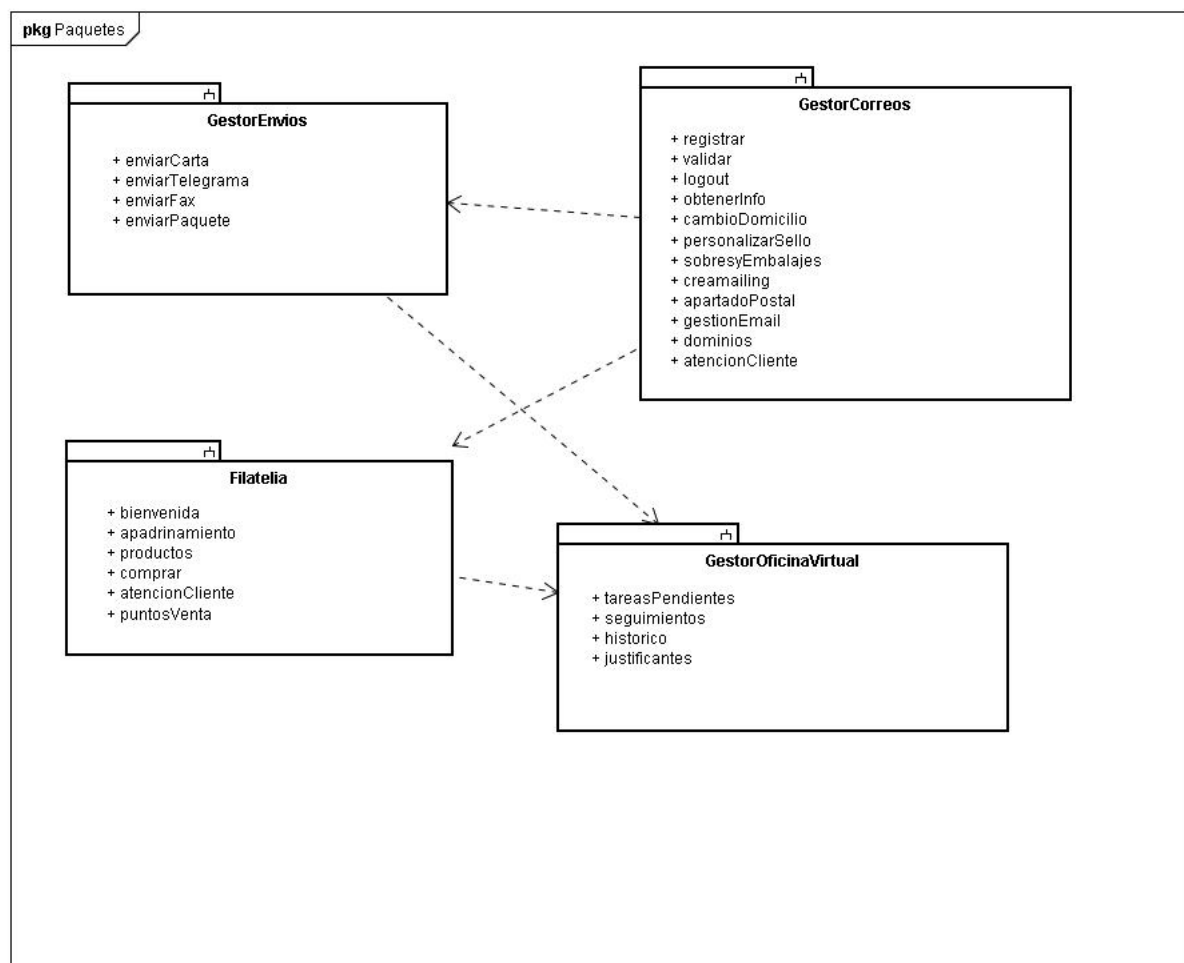 pkg Paquetes
GestorEnvios
+ enviarCarta
+ enviarTelegrama
+ enviarFax
+ enviarPaquete
GestorCorreos
+ registrar
+ validar
+ logout
+ obtenerInfo
+ cambioDomicilio
+ personalizarSello
+ sobresyEmbalajes
+ creamailing
+ apartadoPostal
+ gestionEmail
+ dominios
+ atencionCliente
Filatelia
+ bienvenida
+ apadrinamiento
+ productos
+ comprar
+ atencionCliente
+ puntosVenta
GestorOficinaVirtual
+ tareasPendientes
+ seguimientos
+ historico
+ justificantes